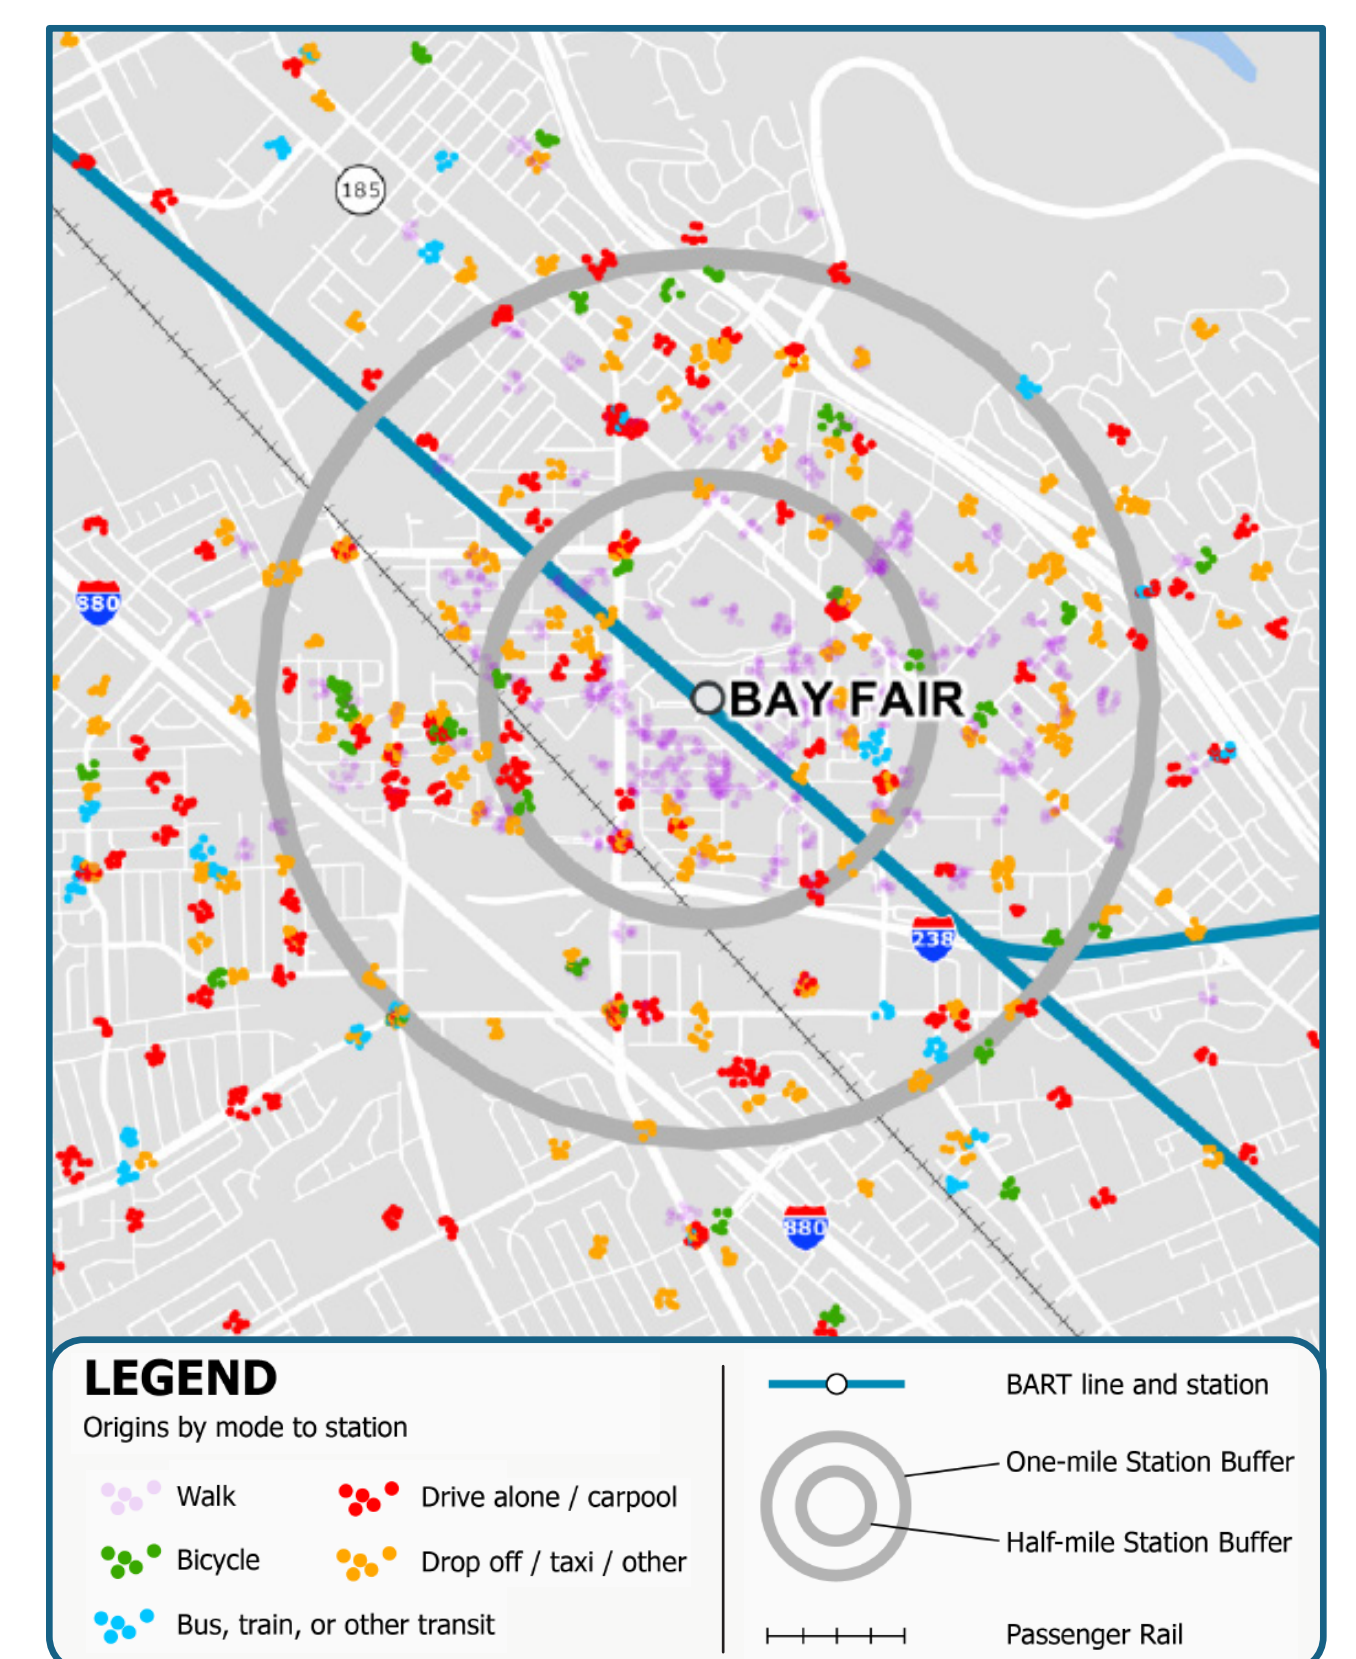 185
880
BAY FAIR
238
880
LEGEND
Origins by mode to station
Walk
Drive alone / carpool
Bicycle
Drop off / taxi / other
Bus, train, or other transit
BART line and station
One-mile Station Buffer
Half-mile Station Buffer
Passenger Rail